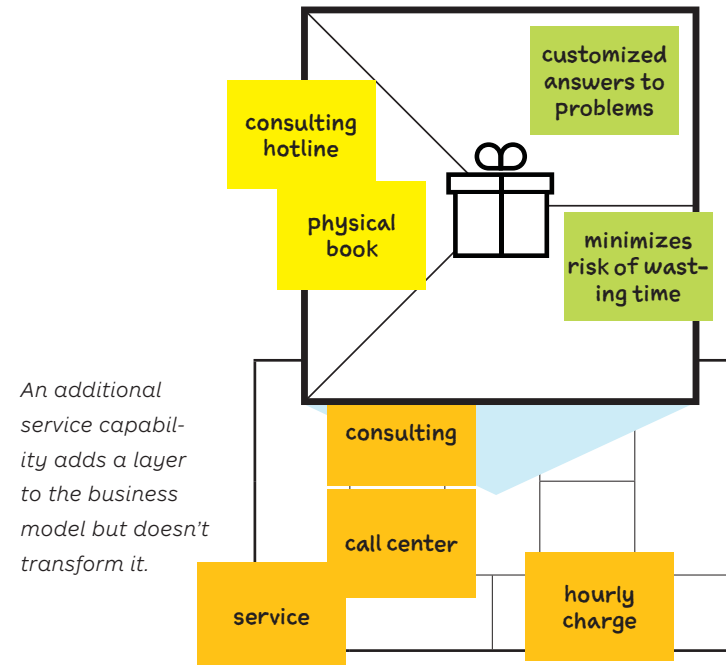 customized
answers to
problems
consulting
hotline
physical
book
minimizes
risk of wast-
ing time
An additional
service capabil-
ity adds a layer
to the business
model but doesn't
transform it.
consulting
call center
service
hourly
charge